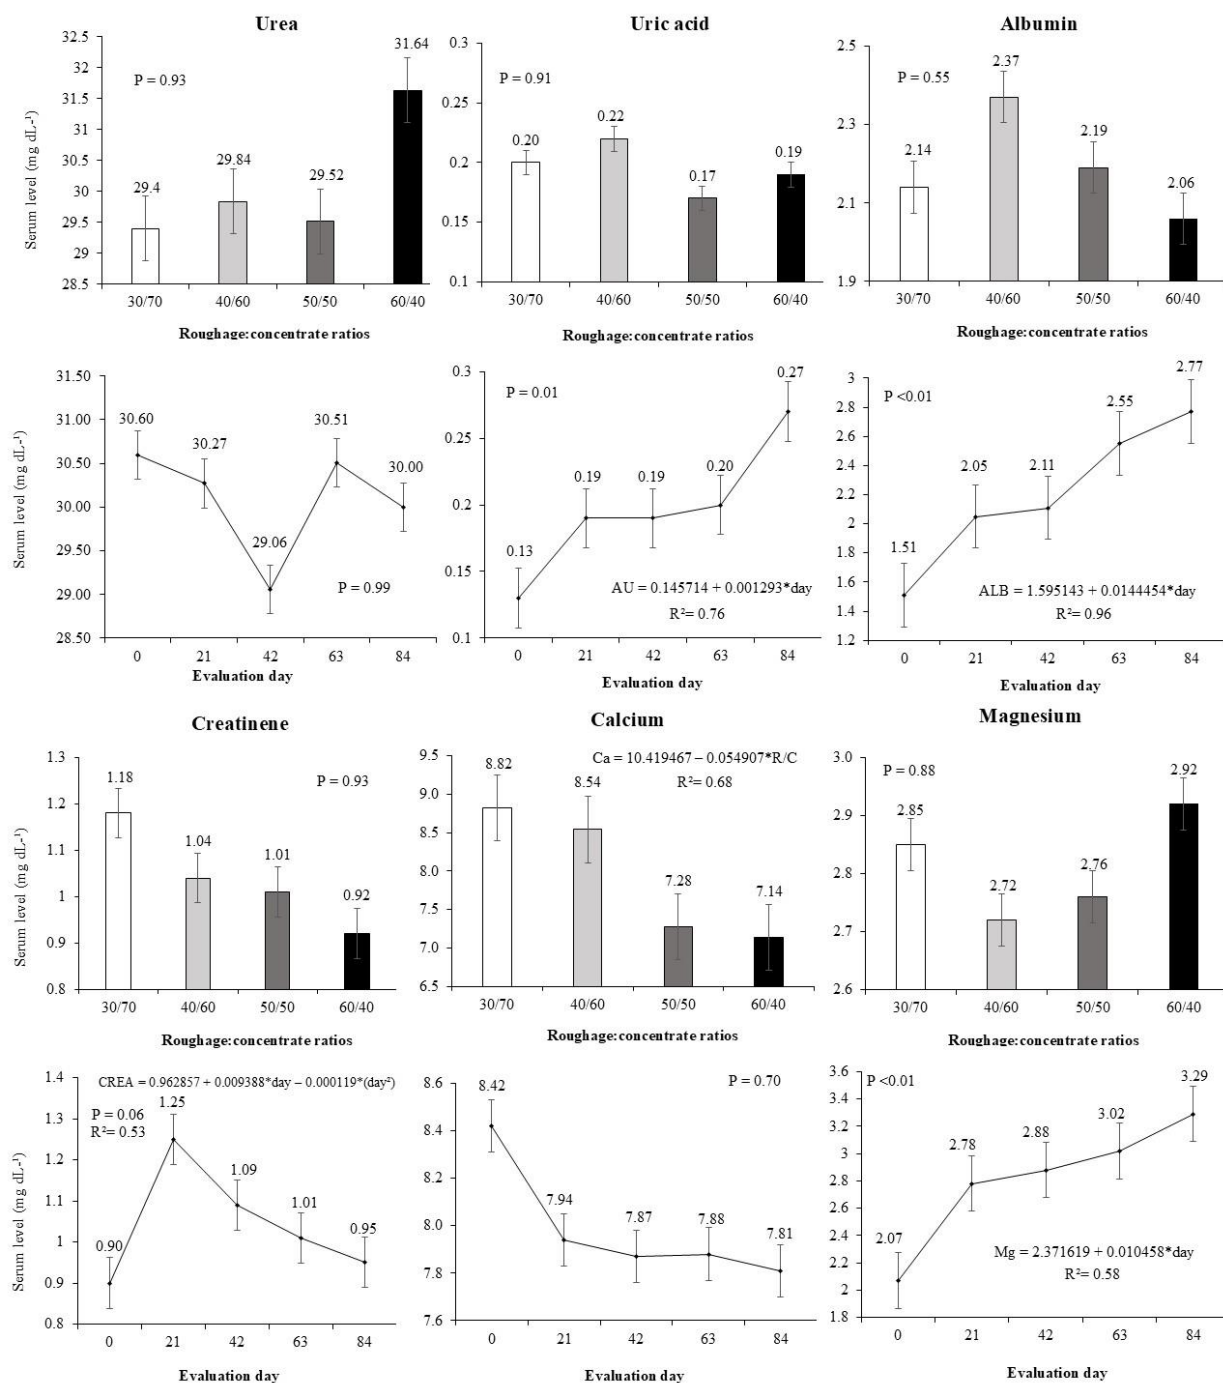 Urea
Uric acid
Albumin
Serum level (mg dL-¹)
32.5
32
31.5
31
30.5
30
29.5
29
28.5
P = 0.93
29.4
29.84
29.52
31.64
30/70 40/60 50/50 60/40
Roughage:concentrate ratios
0.3
0.25
0.2
0.15
0.1
P = 0.91
0.20
0.22
0.17
0.19
30/70 40/60 50/50 60/40
Roughage:concentrate ratios
2.5
2.3
2.1
1.9
P = 0.55
2.14
2.37
2.19
2.06
30/70 40/60 50/50 60/40
Roughage:concentrate ratios
Serum level (mg dL-¹)
31.50
31.00
30.50
30.00
29.50
29.00
28.50
30.60
30.27
29.06
30.51
30.00
P = 0.99
0 21 42 63 84
Evaluation day
0.3
0.25
0.2
0.15
0.1
P = 0.01
0.13
0.19
0.19
0.20
0.27
AU = 0.145714 + 0.001293*day
R²= 0.76
0 21 42 63 84
Evaluation day
3
2.8
2.6
2.4
2.2
2
1.8
1.6
1.4
1.2
P <0.01
1.51
2.05
2.11
2.55
2.77
ALB = 1.595143 + 0.0144454*day
R²= 0.96
0 21 42 63 84
Evaluation day
Creatinene
Calcium
Magnesium
Serum level (mg dL-¹)
1.3
1.2
1.1
1
0.9
0.8
P = 0.93
1.18
1.04
1.01
0.92
30/70 40/60 50/50 60/40
Roughage:concentrate ratios
9.5
9.0
8.5
8.0
7.5
7.0
6.5
Ca = 10.419467 – 0.054907*R/C
R²= 0.68
8.82
8.54
7.28
7.14
30/70 40/60 50/50 60/40
Roughage:concentrate ratios
3.0
2.9
2.8
2.7
2.6
P = 0.88
2.85
2.72
2.76
2.92
30/70 40/60 50/50 60/40
Roughage:concentrate ratios
Serum level (mg dL-¹)
1.4
1.3
1.2
1.1
1
0.9
0.8
CREA = 0.962857 + 0.009388*day – 0.000119*(day²)
P = 0.06
R²= 0.53
0.90
1.25
1.09
1.01
0.95
0 21 42 63 84
Evaluation day
8.6
8.4
8.2
8.0
7.8
7.6
P = 0.70
8.42
7.94
7.87
7.88
7.81
0 21 42 63 84
Evaluation day
3.6
3.4
3.2
3
2.8
2.6
2.4
2.2
2
1.8
P <0.01
2.07
2.78
2.88
3.02
3.29
Mg = 2.371619 + 0.010458*day
R²= 0.58
0 21 42 63 84
Evaluation day